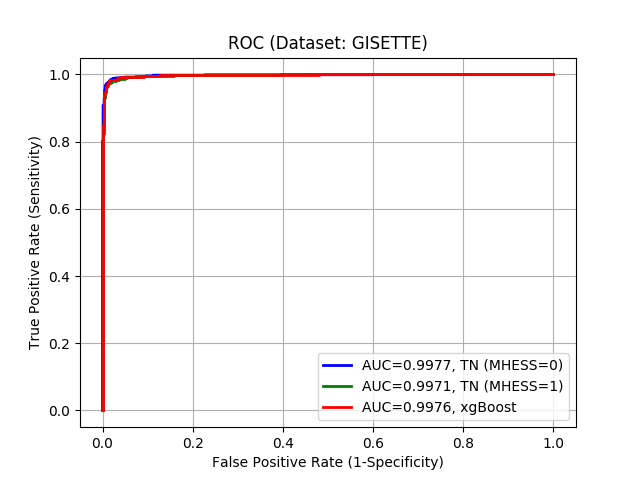 ROC (Dataset: GISETTE)
True Positive Rate (Sensitivity)
1.0
0.8
0.6
0.4
0.2
0.0
AUC=0.9977, TN (MHESS=0)
AUC=0.9971, TN (MHESS=1)
AUC=0.9976, xgBoost
0.0 0.2 0.4 0.6 0.8 1.0
False Positive Rate (1-Specificity)